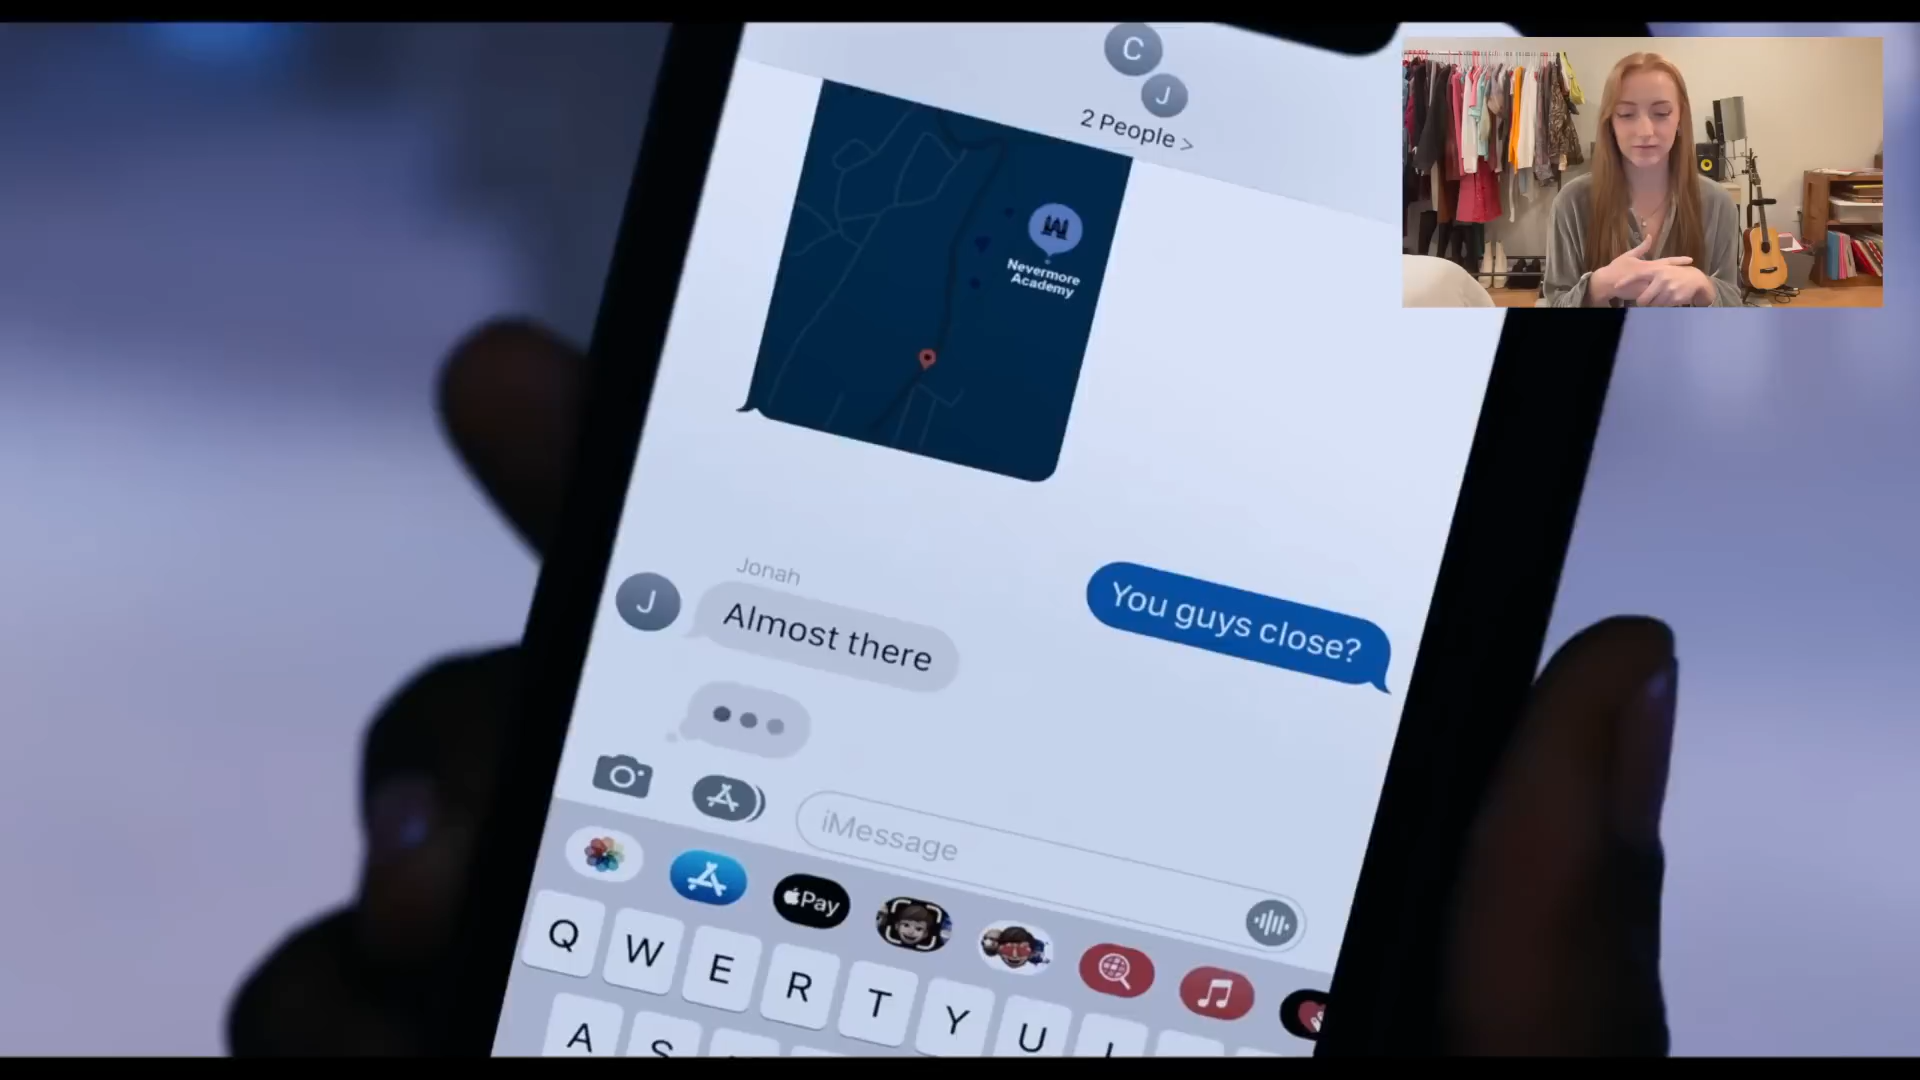 C
J
2 People >
Nevermore
Academy
You guys close?
Jonah
J
Almost there
iMessage
Pay
Q W E R T Y U
A S